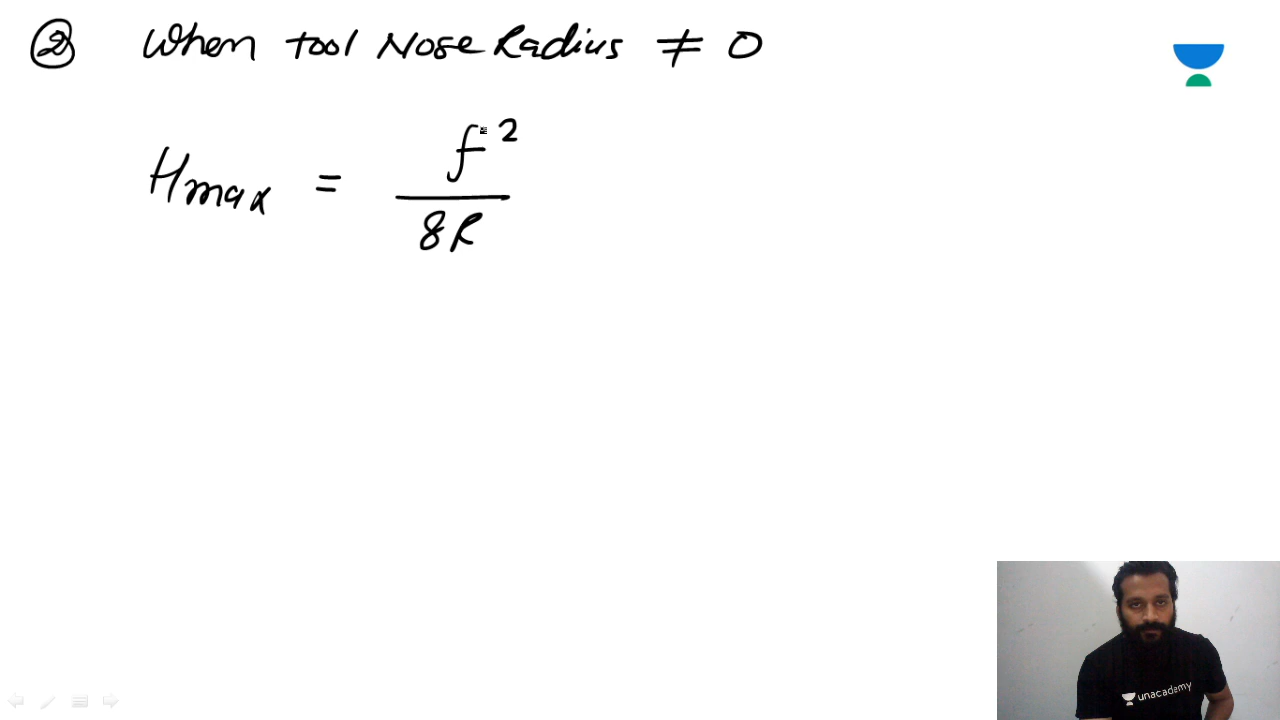 ② When tool Nose Radius ≠ 0
Hmax = f² / 8R
unacademy